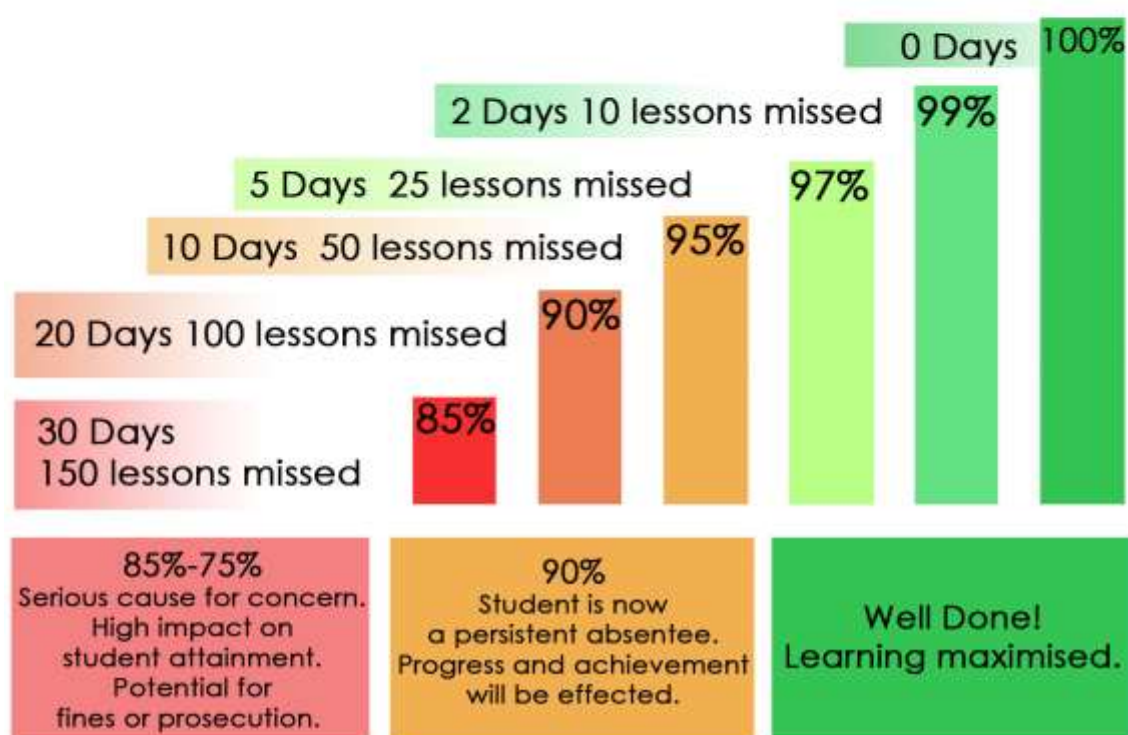 0 Days 100%
2 Days 10 lessons missed 99%
5 Days 25 lessons missed 97%
10 Days 50 lessons missed 95%
20 Days 100 lessons missed 90%
30 Days
150 lessons missed 85%
85%-75%
Serious cause for concern.
High impact on
student attainment.
Potential for
fines or prosecution.
90%
Student is now
a persistent absentee.
Progress and achievement
will be effected.
Well Done!
Learning maximised.